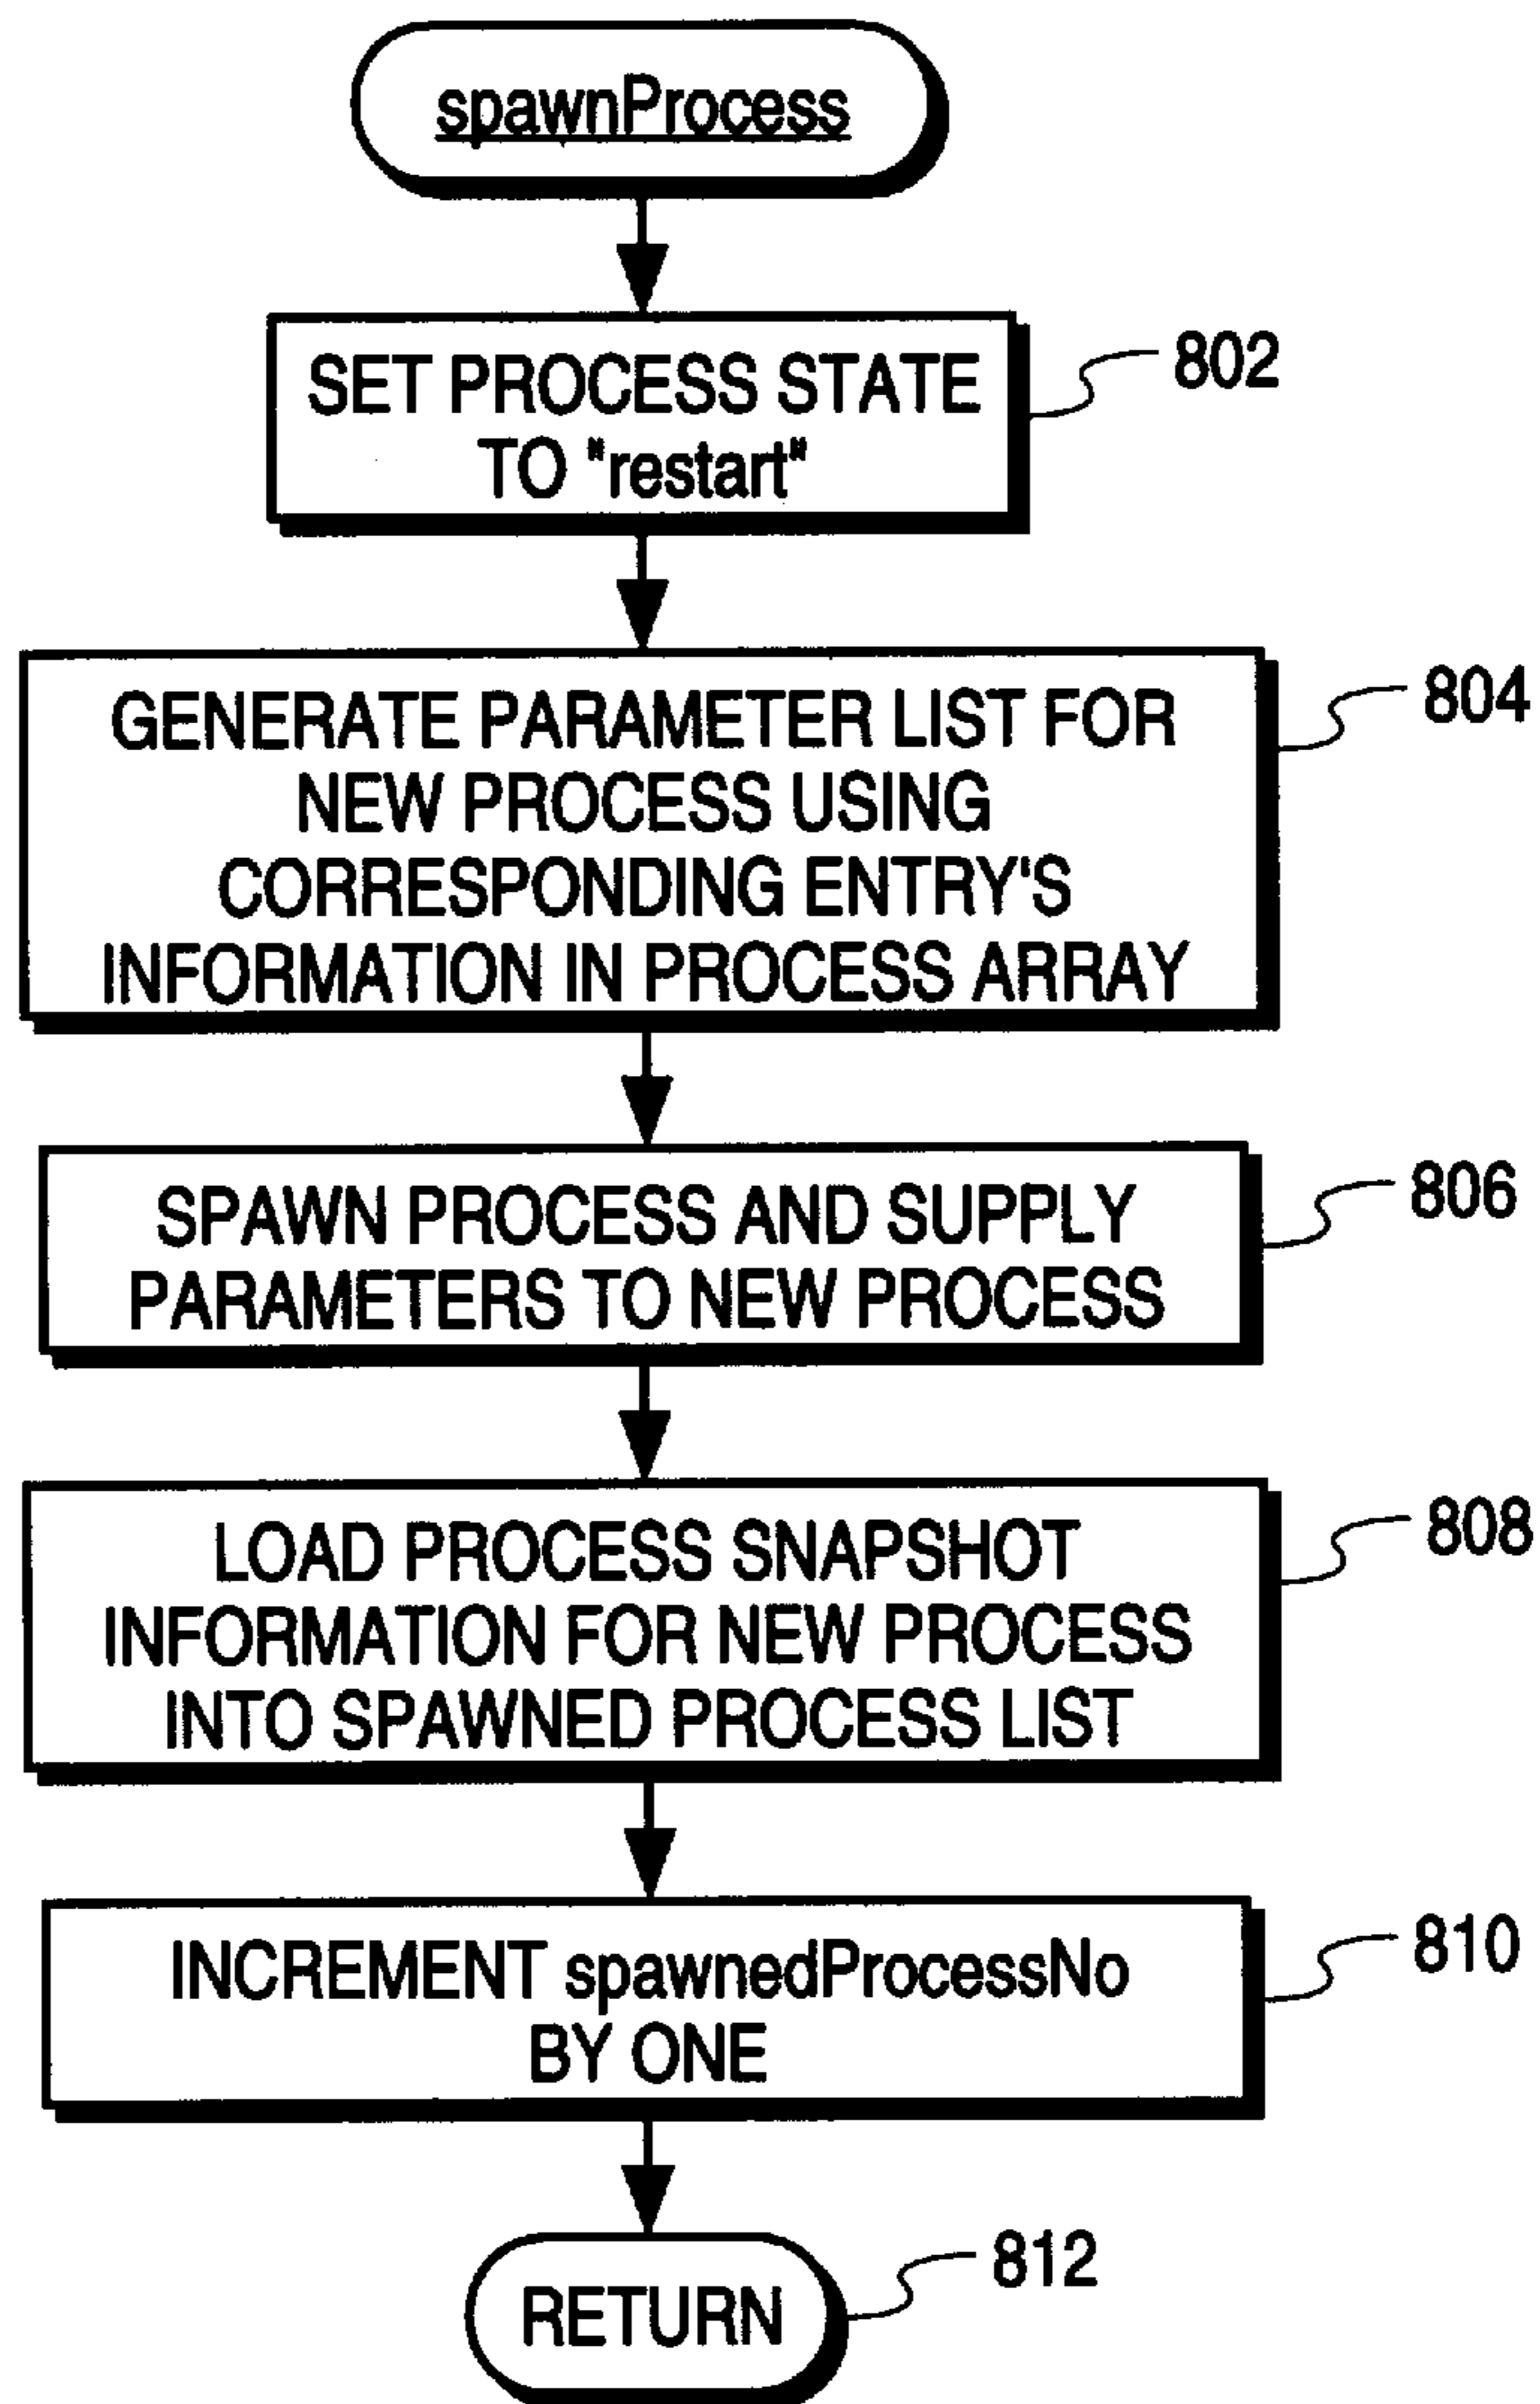 spawnProcess
SET PROCESS STATE
TO "restart"
802
GENERATE PARAMETER LIST FOR
NEW PROCESS USING
CORRESPONDING ENTRY'S
INFORMATION IN PROCESS ARRAY
804
SPAWN PROCESS AND SUPPLY
PARAMETERS TO NEW PROCESS
806
LOAD PROCESS SNAPSHOT
INFORMATION FOR NEW PROCESS
INTO SPAWNED PROCESS LIST
808
INCREMENT spawnedProcessNo
BY ONE
810
RETURN
812